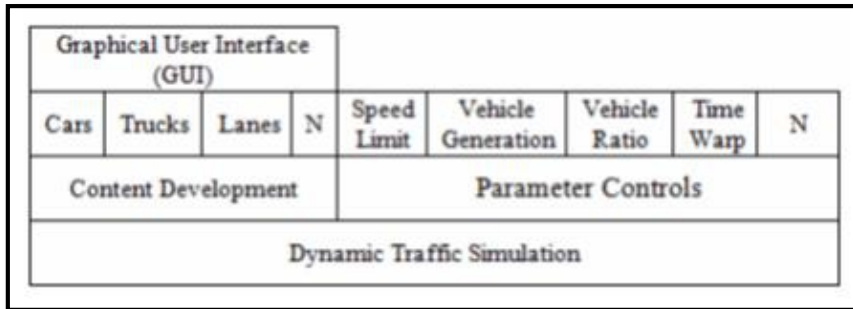 Graphical User Interface
(GUI)
Cars Trucks Lanes N Speed Limit Vehicle Generation Vehicle Ratio Time Warp N
Content Development Parameter Controls
Dynamic Traffic Simulation